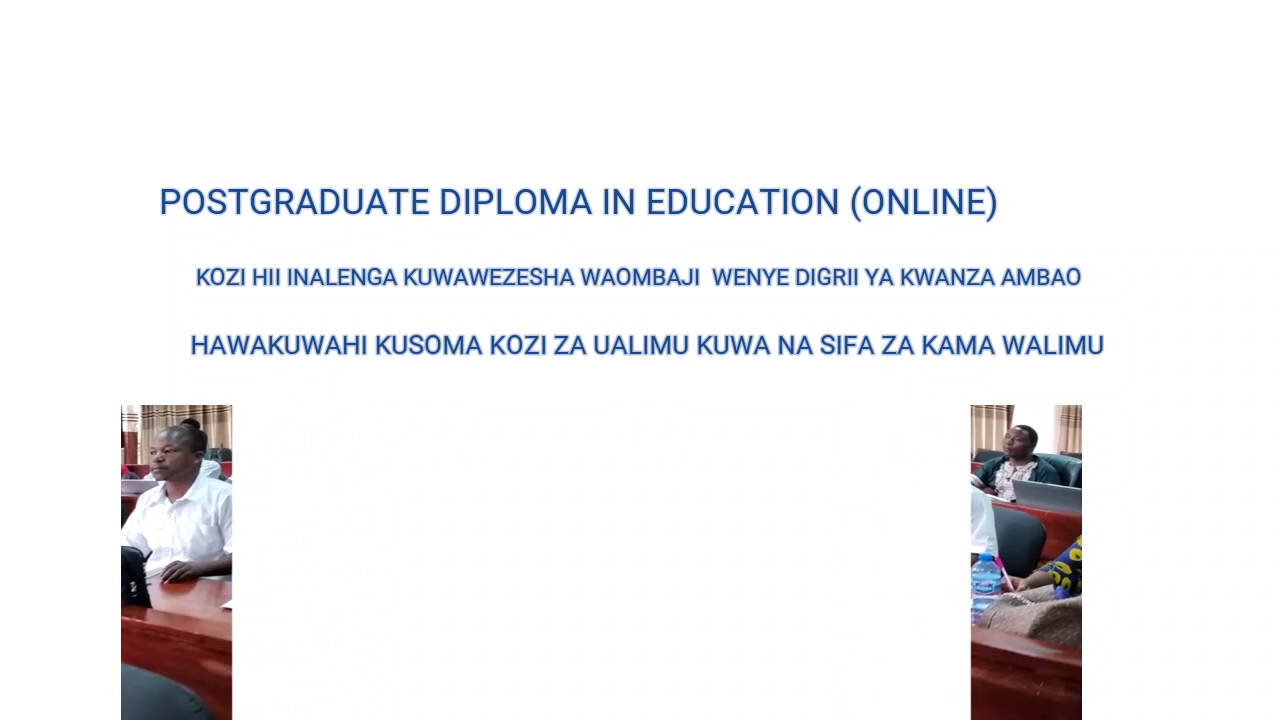 POSTGRADUATE DIPLOMA IN EDUCATION (ONLINE)
KOZI HII INALENGA KUWAWEZESHA WAOMBAJI WENYE DIGRII YA KWANZA AMBAO
HAWAKUWAHI KUSOMA KOZI ZA UALIMU KUWA NA SIFA ZA KAMA WALIMU